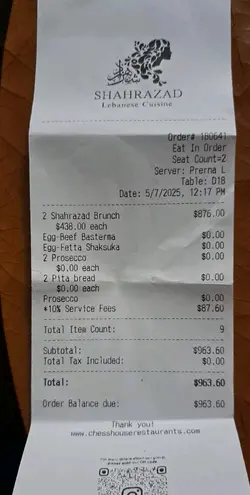 SHAHRAZAD
Lebanese Cuisine
Order# 180641
Eat In Order
Seat Count=2
Server: Prerna L
Table: D18
Date: 5/7/2025, 12:17 PM
2 Shahrazad Brunch $876.00
$438.00 each
Egg-Beef Basterma $0.00
Egg-Fetta Shaksuka $0.00
2 Prosecco $0.00
$0.00 each
2 Pita bread $0.00
$0.00 each
Prosecco $0.00
*10% Service Fees $87.60
Total Item Count: 9
Subtotal: $963.60
Total Tax Included: $0.00
Total: $963.60
Order Balance due: $963.60
Thank you!
www.chesshouserestaurants.com